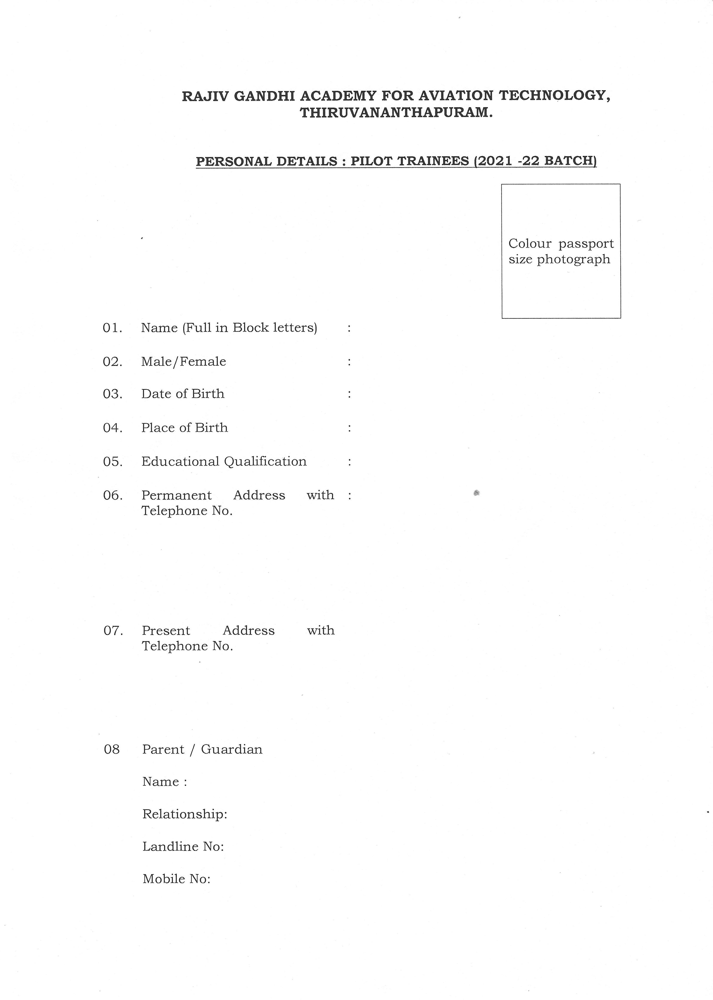 RAJIV GANDHI ACADEMY FOR AVIATION TECHNOLOGY,
THIRUVANANTHAPURAM.
PERSONAL DETAILS : PILOT TRAINEES (2021 -22 BATCH)
Colour passport
size photograph
01. Name (Full in Block letters) :
02. Male/Female :
03. Date of Birth :
04. Place of Birth :
05. Educational Qualification :
06. Permanent Address with :
Telephone No.
07. Present Address with
Telephone No.
08 Parent / Guardian
Name :
Relationship:
Landline No:
Mobile No: